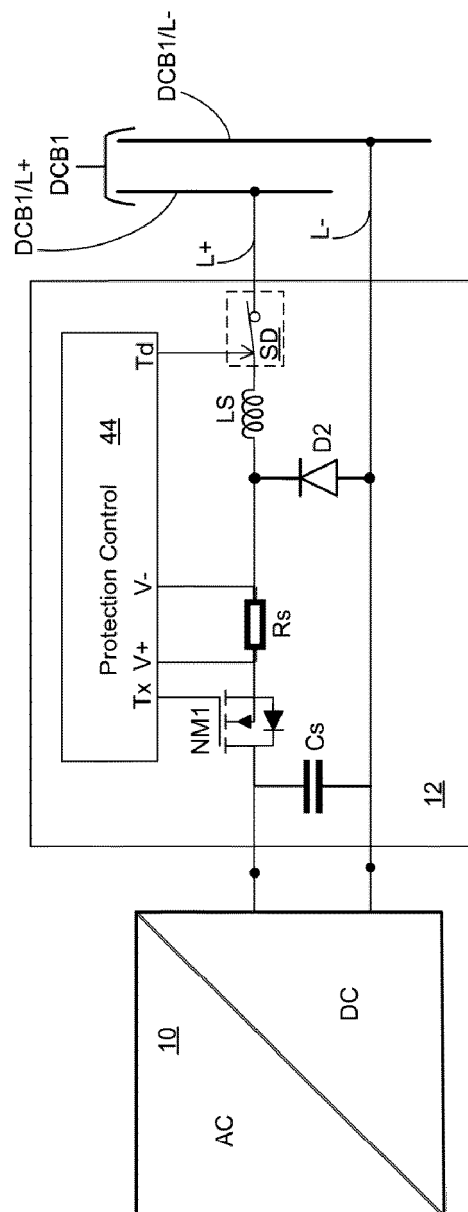 DCB1/L+
DCB1
DCB1/L-
L+
L-
44
Protection Control
Tx
V+
V-
Td
NM1
Rs
LS
SD
D2
Cs
12
10
AC
DC